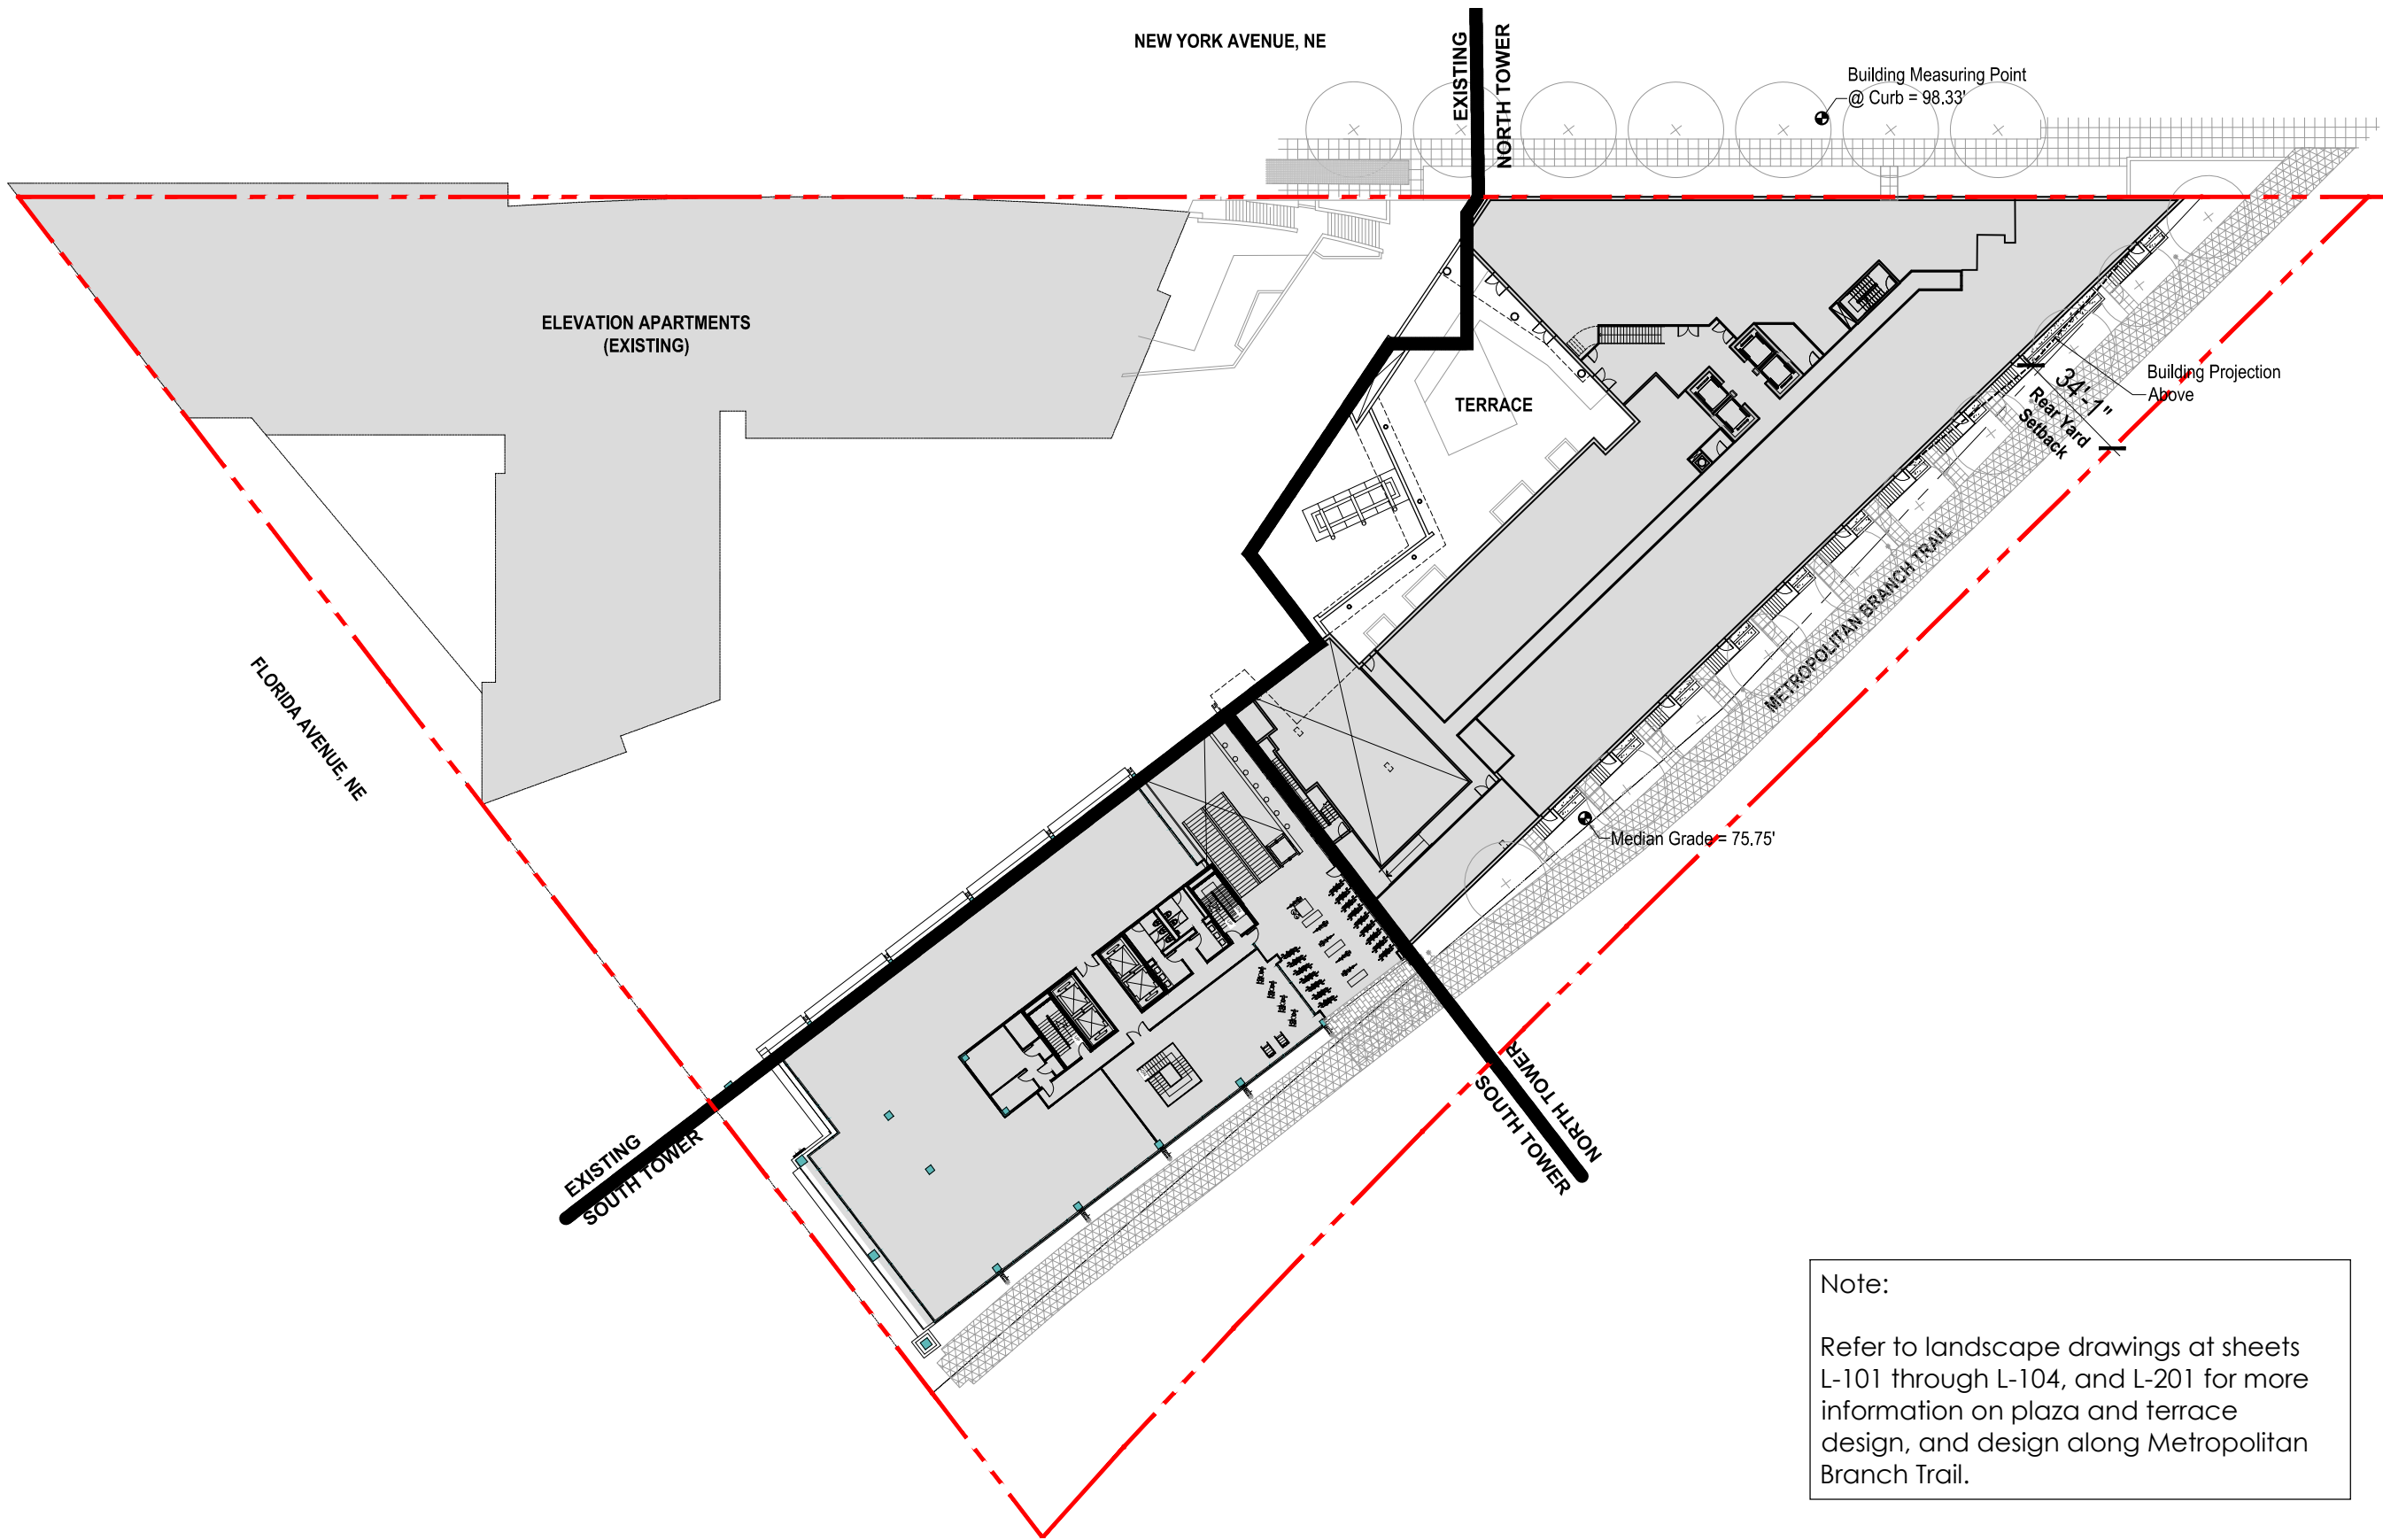 NEW YORK AVENUE, NE
EXISTING
NORTH TOWER
Building Measuring Point
@ Curb = 98.33'
ELEVATION APARTMENTS
(EXISTING)
TERRACE
Building Projection
Above
34'-1"
Rear Yard
Setback
METROPOLITAN BRANCH TRAIL
FLORIDA AVENUE, NE
Median Grade = 75.75'
EXISTING
SOUTH TOWER
NORTH TOWER
SOUTH TOWER
Note:
Refer to landscape drawings at sheets
L-101 through L-104, and L-201 for more
information on plaza and terrace
design, and design along Metropolitan
Branch Trail.